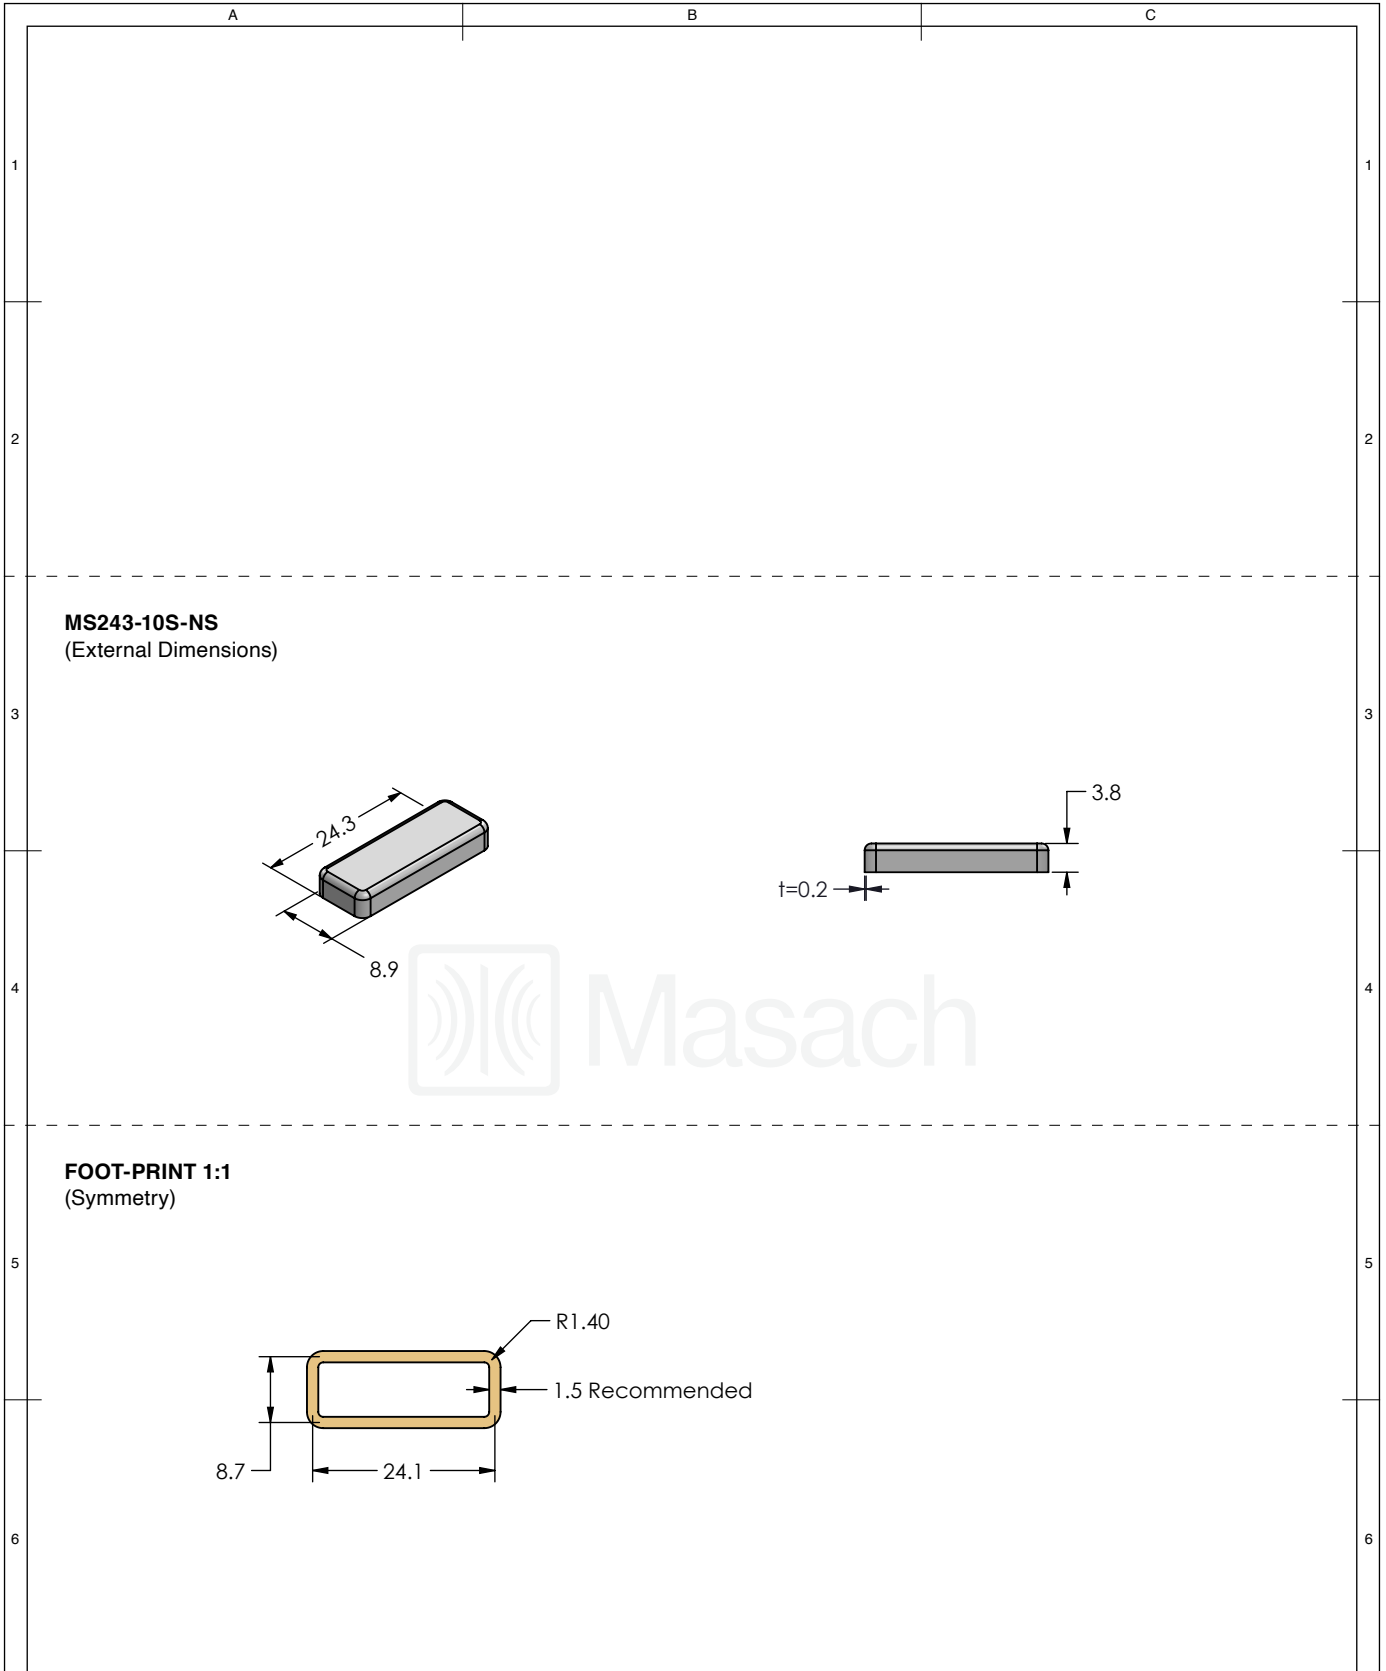 A B C
1 1
2 2
MS243-10S-NS
(External Dimensions)
3 3
24.3
8.9
3.8
t=0.2
Masach
4 4
FOOT-PRINT 1:1
(Symmetry)
5 5
R1.40
1.5 Recommended
8.7
24.1
6 6